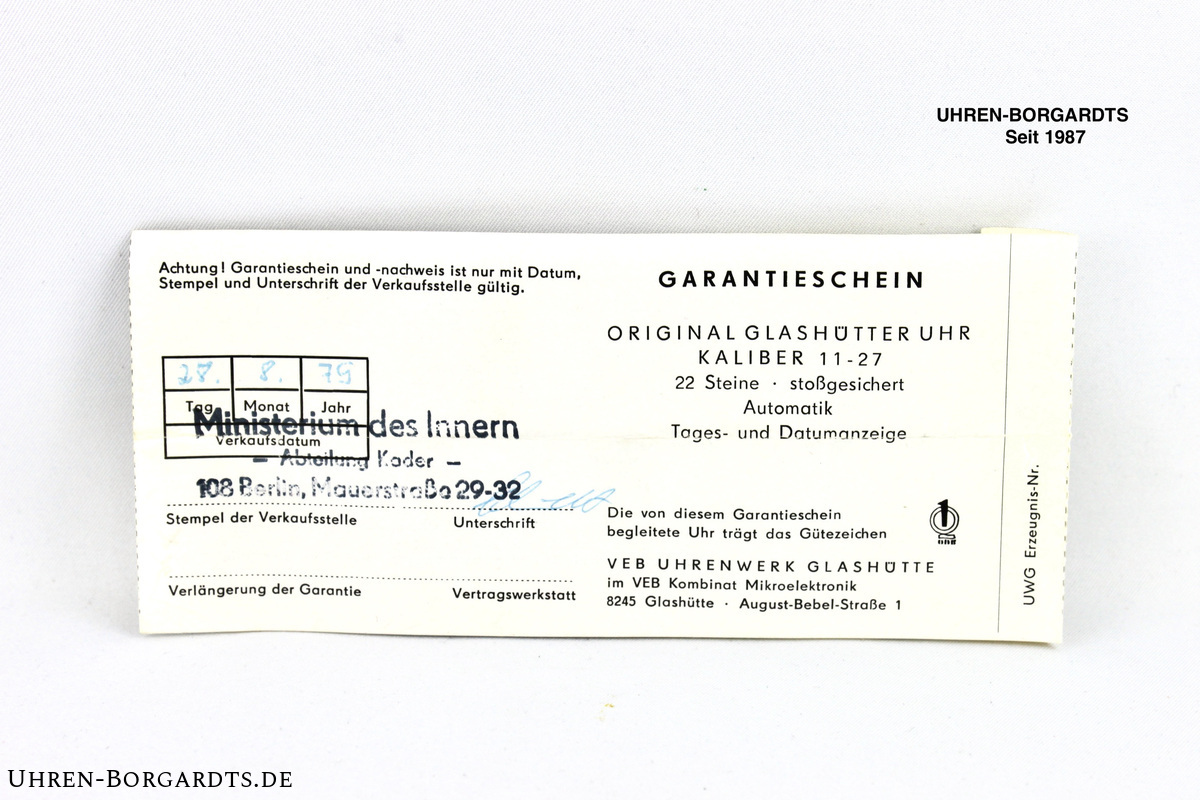 UHREN-BORGARDTS
Seit 1987
Achtung! Garantieschein und -nachweis ist nur mit Datum,
Stempel und Unterschrift der Verkaufsstelle gültig.
28. 8. 79
Tag Monat Jahr
Verkaufsdatum
Ministerium des Innern
— Abteilung Kader —
108 Berlin, Mauerstraße 29-32
Stempel der Verkaufsstelle Unterschrift
Verlängerung der Garantie Vertragswerkstatt
GARANTIESCHEIN
ORIGINAL GLASHÜTTER UHR
KALIBER 11-27
22 Steine · stoßgesichert
Automatik
Tages- und Datumanzeige
Die von diesem Garantieschein
begleitete Uhr trägt das Gütezeichen
1
VEB UHRENWERK GLASHÜTTE
im VEB Kombinat Mikroelektronik
8245 Glashütte · August-Bebel-Straße 1
UWG Erzeugnis-Nr.
UHREN-BORGARDTS.DE